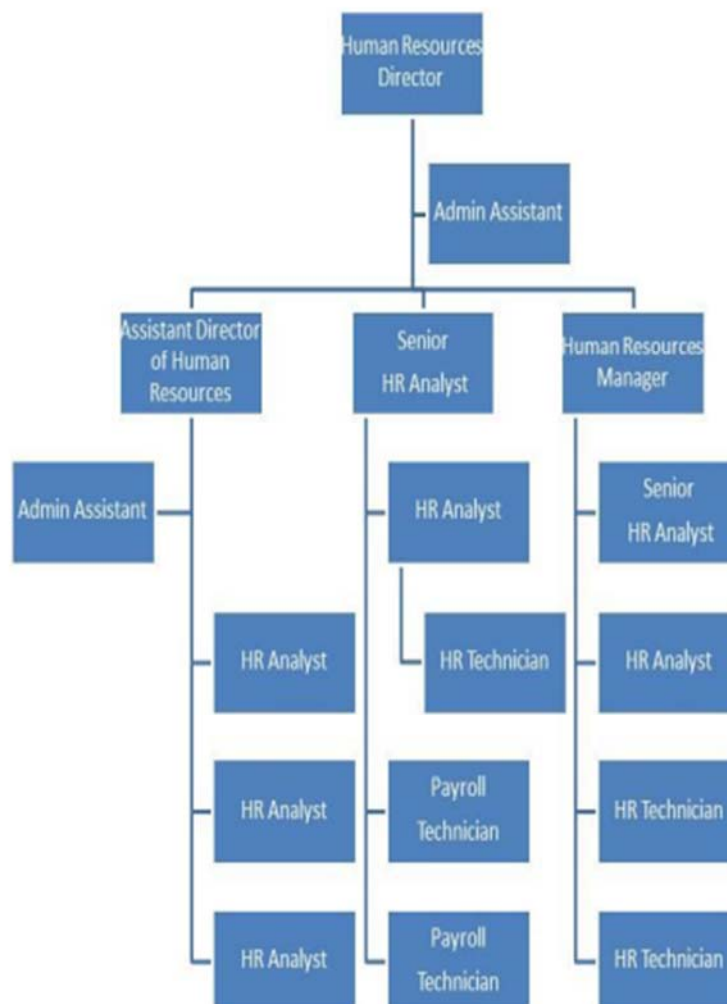 Human Resources
Director
Admin Assistant
Assistant Director
of Human
Resources
Senior
HR Analyst
Human Resources
Manager
Admin Assistant
HR Analyst
Senior
HR Analyst
HR Analyst
HR Technician
HR Analyst
HR Analyst
Payroll
Technician
HR Technician
HR Analyst
Payroll
Technician
HR Technician